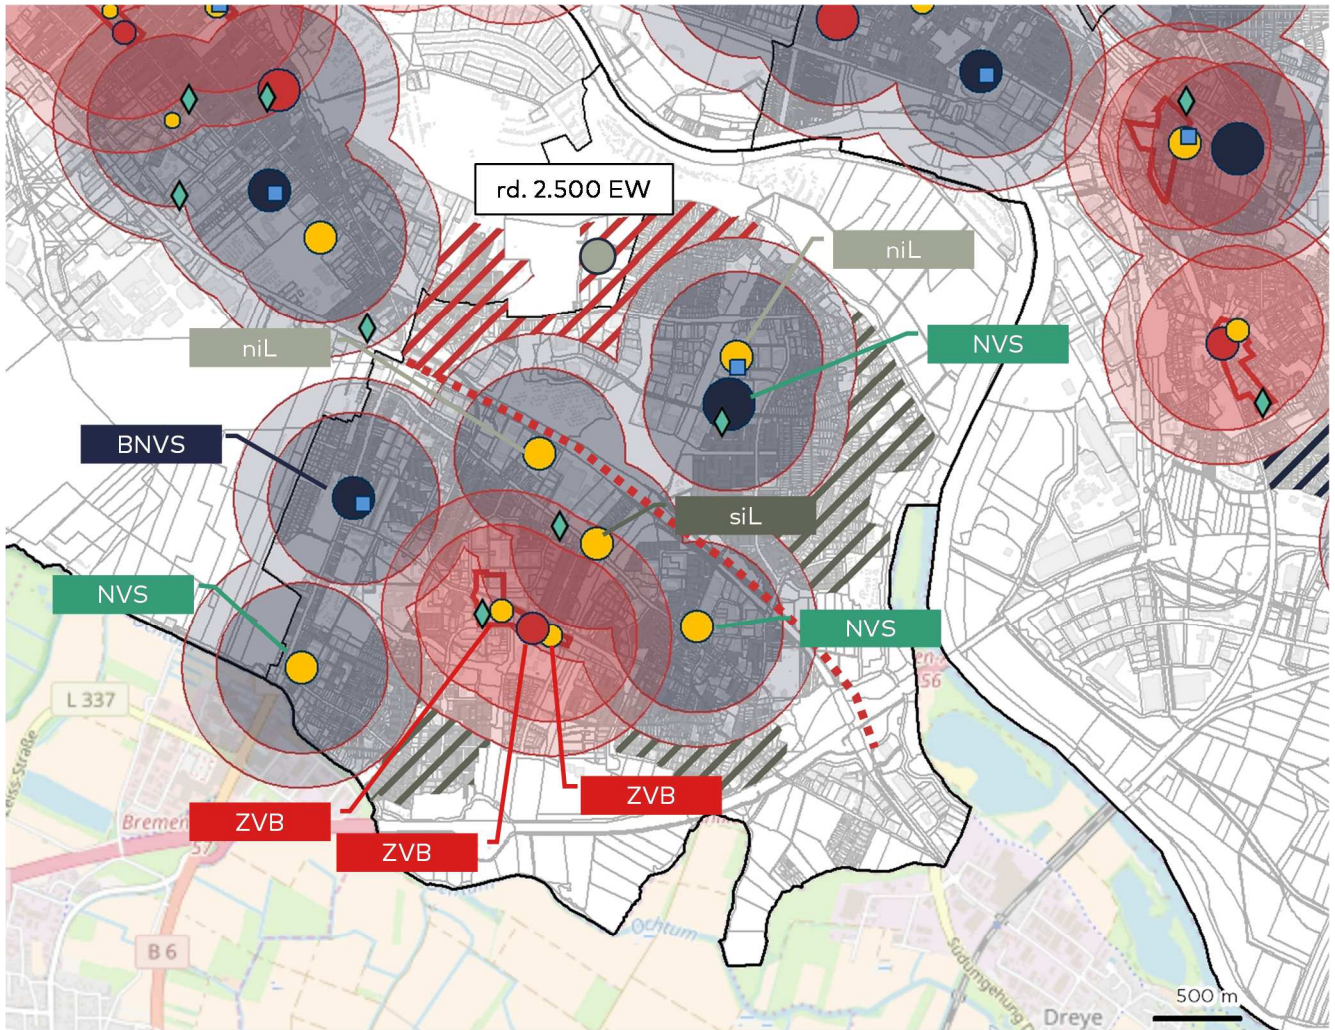 rd. 2.500 EW
niL
NVS
niL
BNVS
siL
NVS
NVS
L 337
56
ZVB
ZVB
Bremen
ZVB
Ochtum
B 6
500 m
Dreye